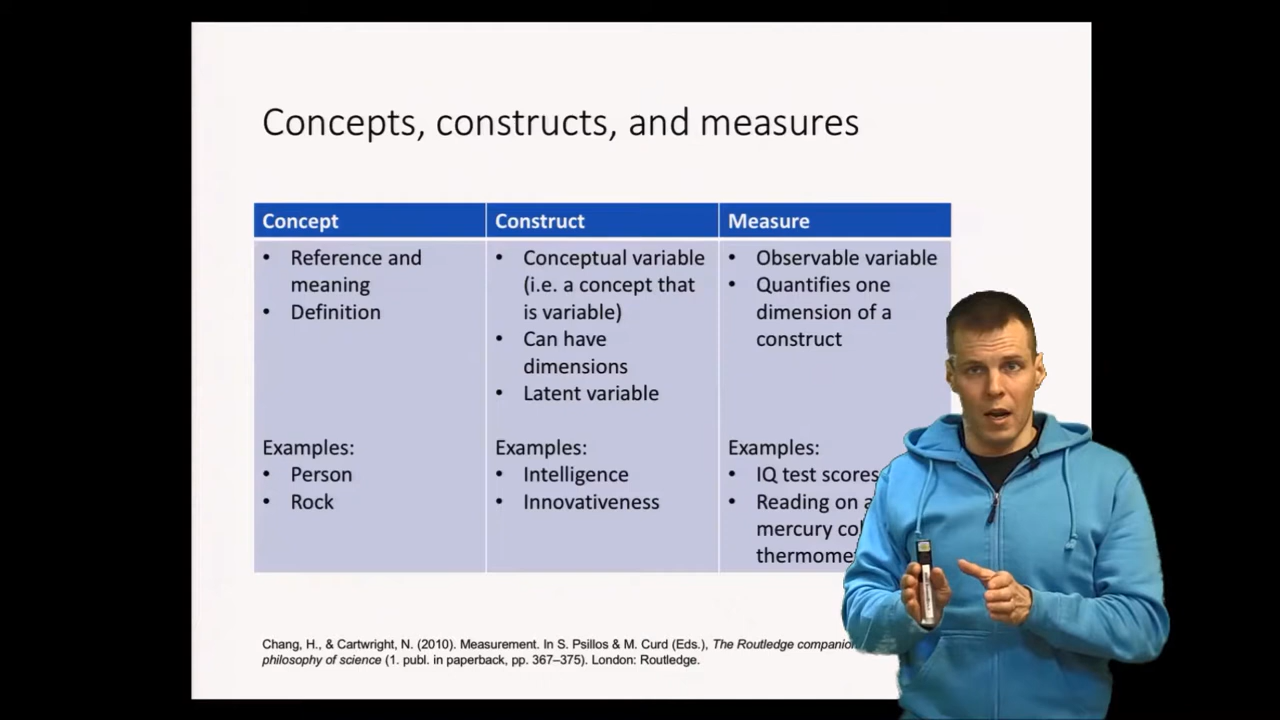 Concepts, constructs, and measures
Concept
Construct
Measure
• Reference and
meaning
• Definition
Examples:
• Person
• Rock
• Conceptual variable
(i.e. a concept that
is variable)
• Can have
dimensions
• Latent variable
Examples:
• Intelligence
• Innovativeness
• Observable variable
• Quantifies one
dimension of a
construct
Examples:
• IQ test scores
• Reading on a
mercury
Chang, H., & Cartwright, N. (2010). Measurement. In S. Psillos & M. Curd (Eds.), The Routledge companion
philosophy of science (1. publ. in paperback, pp. 367–375). London: Routledge.